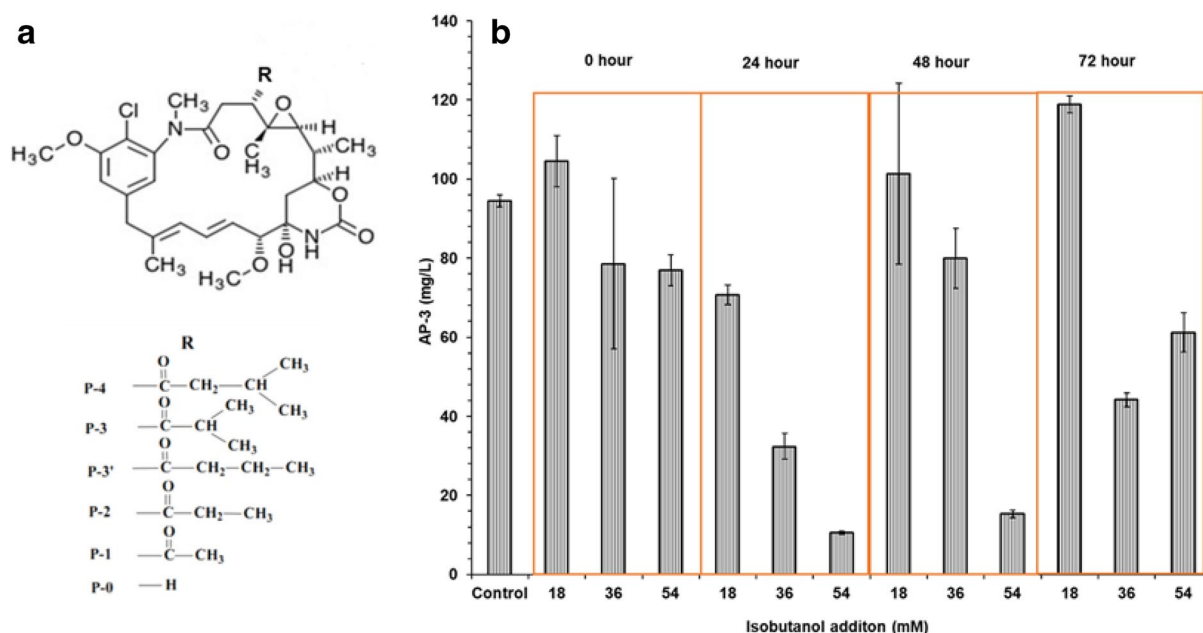 a
R
Cl
CH3
O
H
N
O
H3C
O
CH3
CH3
H
H
O
N
H
O
O
H
CH3
H3C
O
R
P-4 — C(=O) — CH2 — CH — CH3
CH3
P-3 — C(=O) — CH — CH3
CH3
P-3' — C(=O) — CH2—CH2—CH3
P-2 — C(=O) — CH2—CH3
P-1 — C(=O) — CH3
P-0 —H
b
AP-3 (mg/L)
140
120
100
80
60
40
20
0
0 hour 24 hour 48 hour 72 hour
Control 18 36 54 18 36 54 18 36 54 18 36 54
Isobutanol additon (mM)